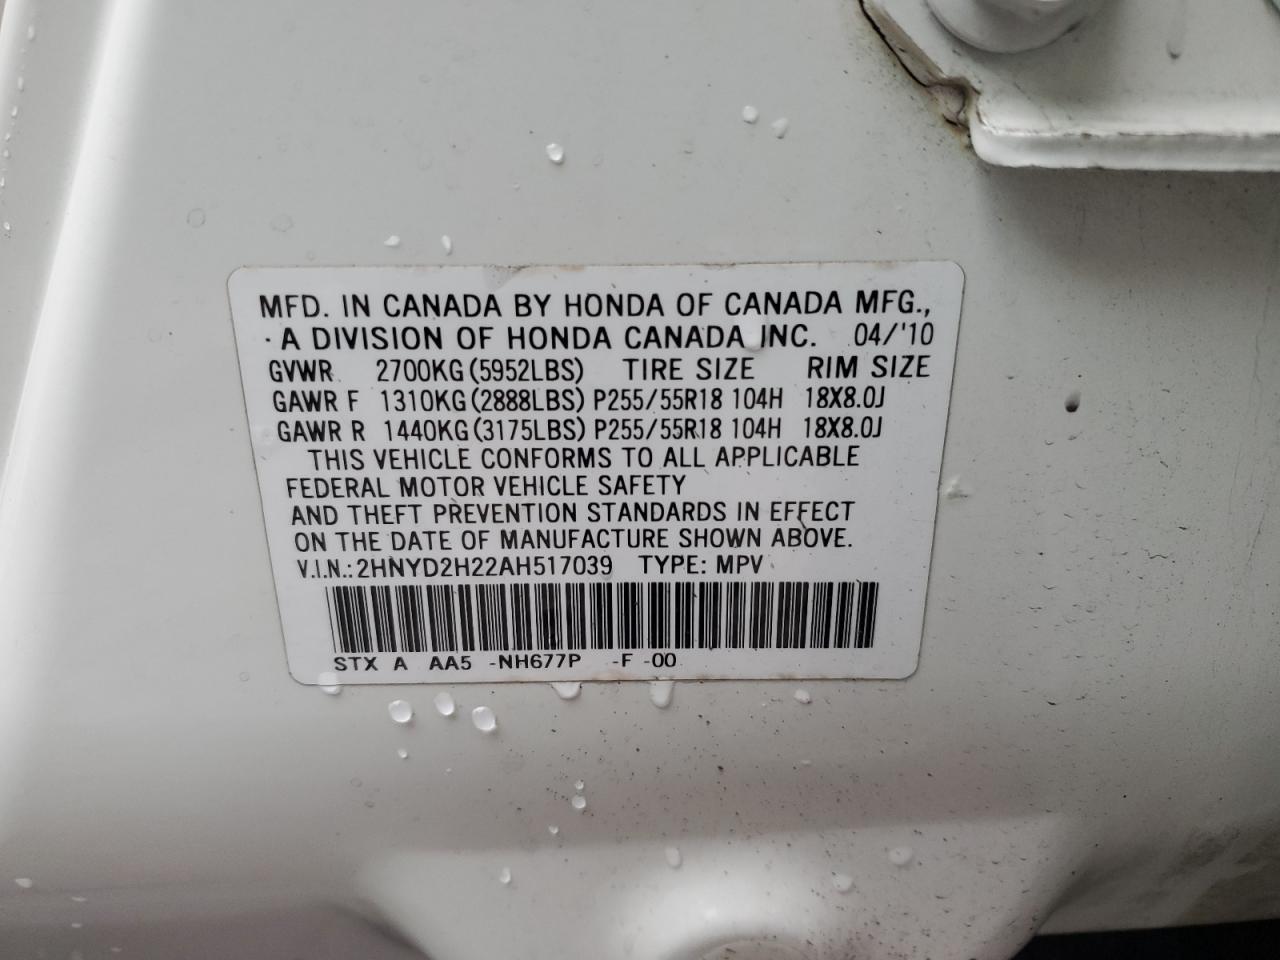 MFD. IN CANADA BY HONDA OF CANADA MFG.,
A DIVISION OF HONDA CANADA INC. 04/'10
GVWR 2700KG (5952LBS) TIRE SIZE RIM SIZE
GAWR F 1310KG (2888LBS) P255/55R18 104H 18X8.0J
GAWR R 1440KG (3175LBS) P255/55R18 104H 18X8.0J
THIS VEHICLE CONFORMS TO ALL APPLICABLE
FEDERAL MOTOR VEHICLE SAFETY
AND THEFT PREVENTION STANDARDS IN EFFECT
ON THE DATE OF MANUFACTURE SHOWN ABOVE.
V.I.N.: 2HNYD2H22AH517039 TYPE: MPV
STX A AA5 -NH677P -F -00